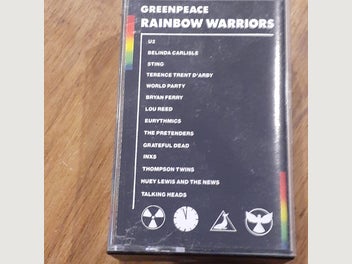 GREENPEACE
RAINBOW WARRIORS
U2
BELINDA CARLISLE
STING
TERENCE TRENT D'ARBY
WORLD PARTY
BRYAN FERRY
LOU REED
EURYTHMICS
THE PRETENDERS
GRATEFUL DEAD
INXS
THOMPSON TWINS
HUEY LEWIS AND THE NEWS
TALKING HEADS